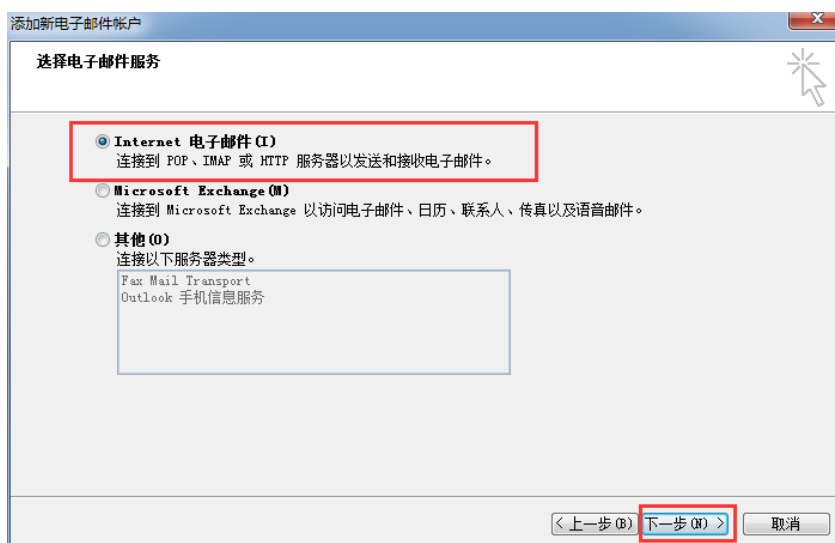 添加新电子邮件帐户
选择电子邮件服务
Internet 电子邮件(I)
连接到 POP、IMAP 或 HTTP 服务器以发送和接收电子邮件。
Microsoft Exchange(M)
连接到 Microsoft Exchange 以访问电子邮件、日历、联系人、传真以及语音邮件。
其他(O)
连接以下服务器类型。
Fax Mail Transport
Outlook 手机信息服务
< 上一步(B) 下一步(N) > 取消